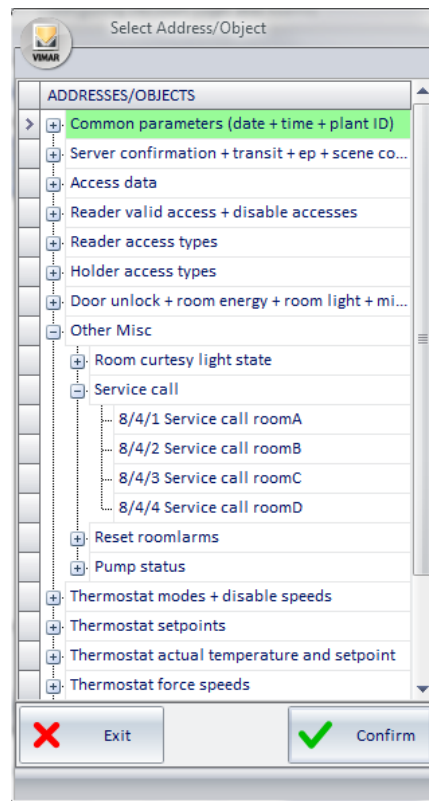 Select Address/Object
VIMAR
ADDRESSES/OBJECTS
Common parameters (date + time + plant ID)
Server confirmation + transit + ep + scene co...
Access data
Reader valid access + disable accesses
Reader access types
Holder access types
Door unlock + room energy + room light + mi...
Other Misc
Room curtesy light state
Service call
8/4/1 Service call roomA
8/4/2 Service call roomB
8/4/3 Service call roomC
8/4/4 Service call roomD
Reset roomlarms
Pump status
Thermostat modes + disable speeds
Thermostat setpoints
Thermostat actual temperature and setpoint
Thermostat force speeds
Exit
Confirm